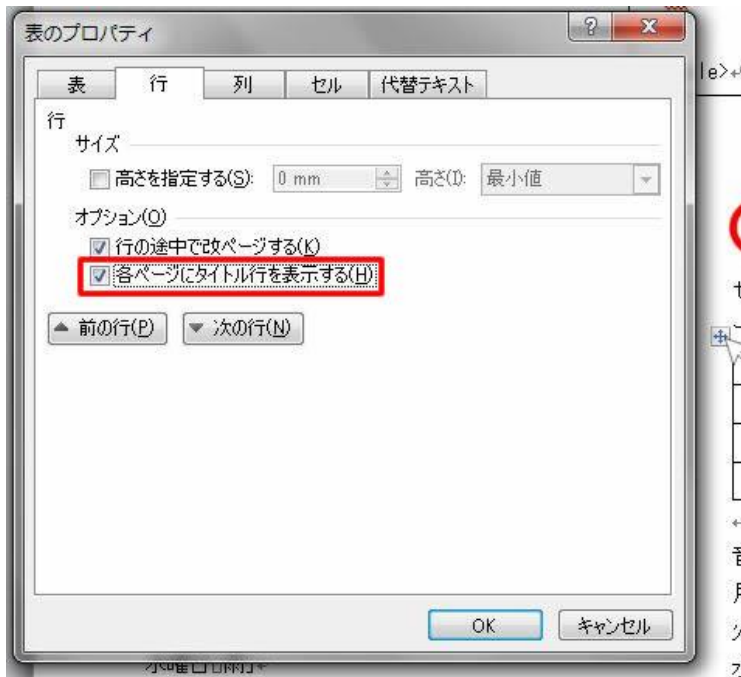 表のプロパティ
表 行 列 セル 代替テキスト
行
サイズ
高さを指定する(S): 0 mm 高さ(I): 最小値
オプション(O)
行の途中で改ページする(K)
各ページにタイトル行を表示する(H)
前の行(P) 次の行(N)
OK キャンセル
le>↵